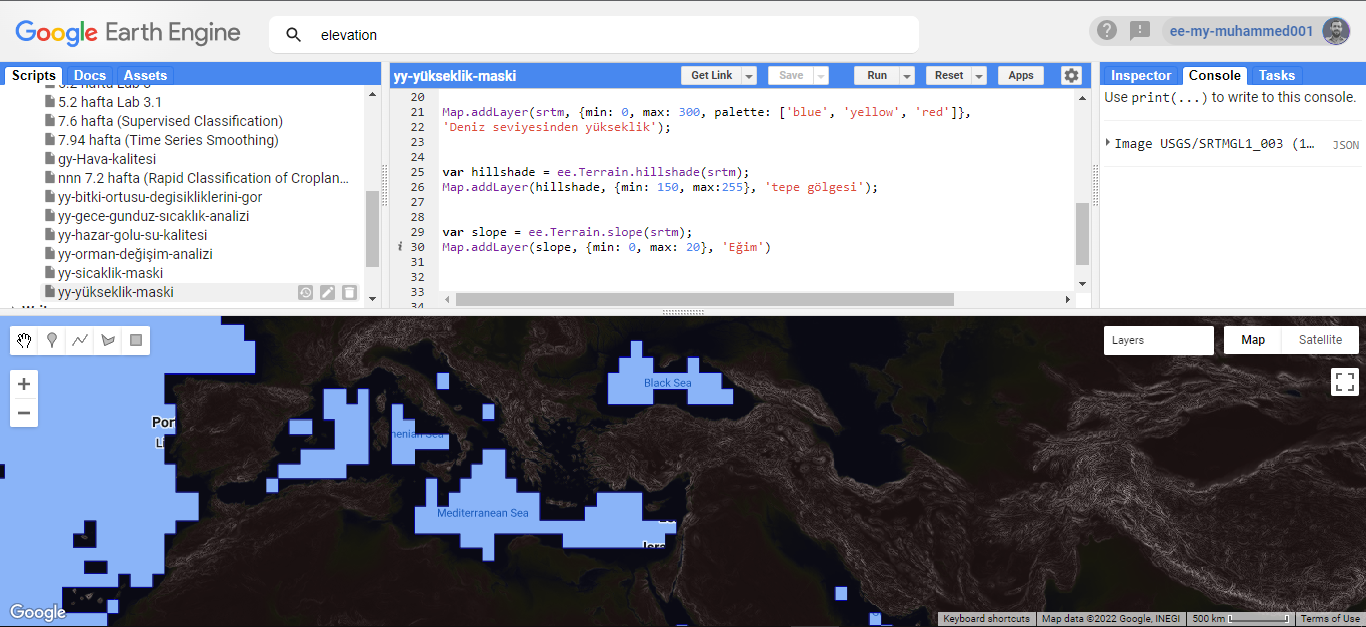 Google Earth Engine
elevation
ee-my-muhammed001
Scripts Docs Assets
5.2 hafta Lab 3
5.2 hafta Lab 3.1
7.6 hafta (Supervised Classification)
7.94 hafta (Time Series Smoothing)
gy-Hava-kalitesi
nnn 7.2 hafta (Rapid Classification of Croplan...
yy-bitki-ortusu-degisikliklerini-gor
yy-gece-gunduz-sıcaklık-analizi
yy-hazar-golu-su-kalitesi
yy-orman-değişim-analizi
yy-sicaklik-maski
yy-yükseklik-maski
yy-yükseklik-maski
Get Link Save Run Reset Apps
20
21 Map.addLayer(srtm, {min: 0, max: 300, palette: ['blue', 'yellow', 'red']},
22 'Deniz seviyesinden yükseklik');
23
24
25 var hillshade = ee.Terrain.hillshade(srtm);
26 Map.addLayer(hillshade, {min: 150, max:255}, 'tepe gölgesi');
27
28
29 var slope = ee.Terrain.slope(srtm);
i 30 Map.addLayer(slope, {min: 0, max: 20}, 'Eğim')
31
32
33
34
Inspector Console Tasks
Use print(...) to write to this console.
Image USGS/SRTMGL1_003 (1... JSON
Layers
Map Satellite
+
−
Black Sea
Por
Li
henian Sea
Mediterranean Sea
Isra
Google
Keyboard shortcuts Map data ©2022 Google, INEGI 500 km Terms of Use